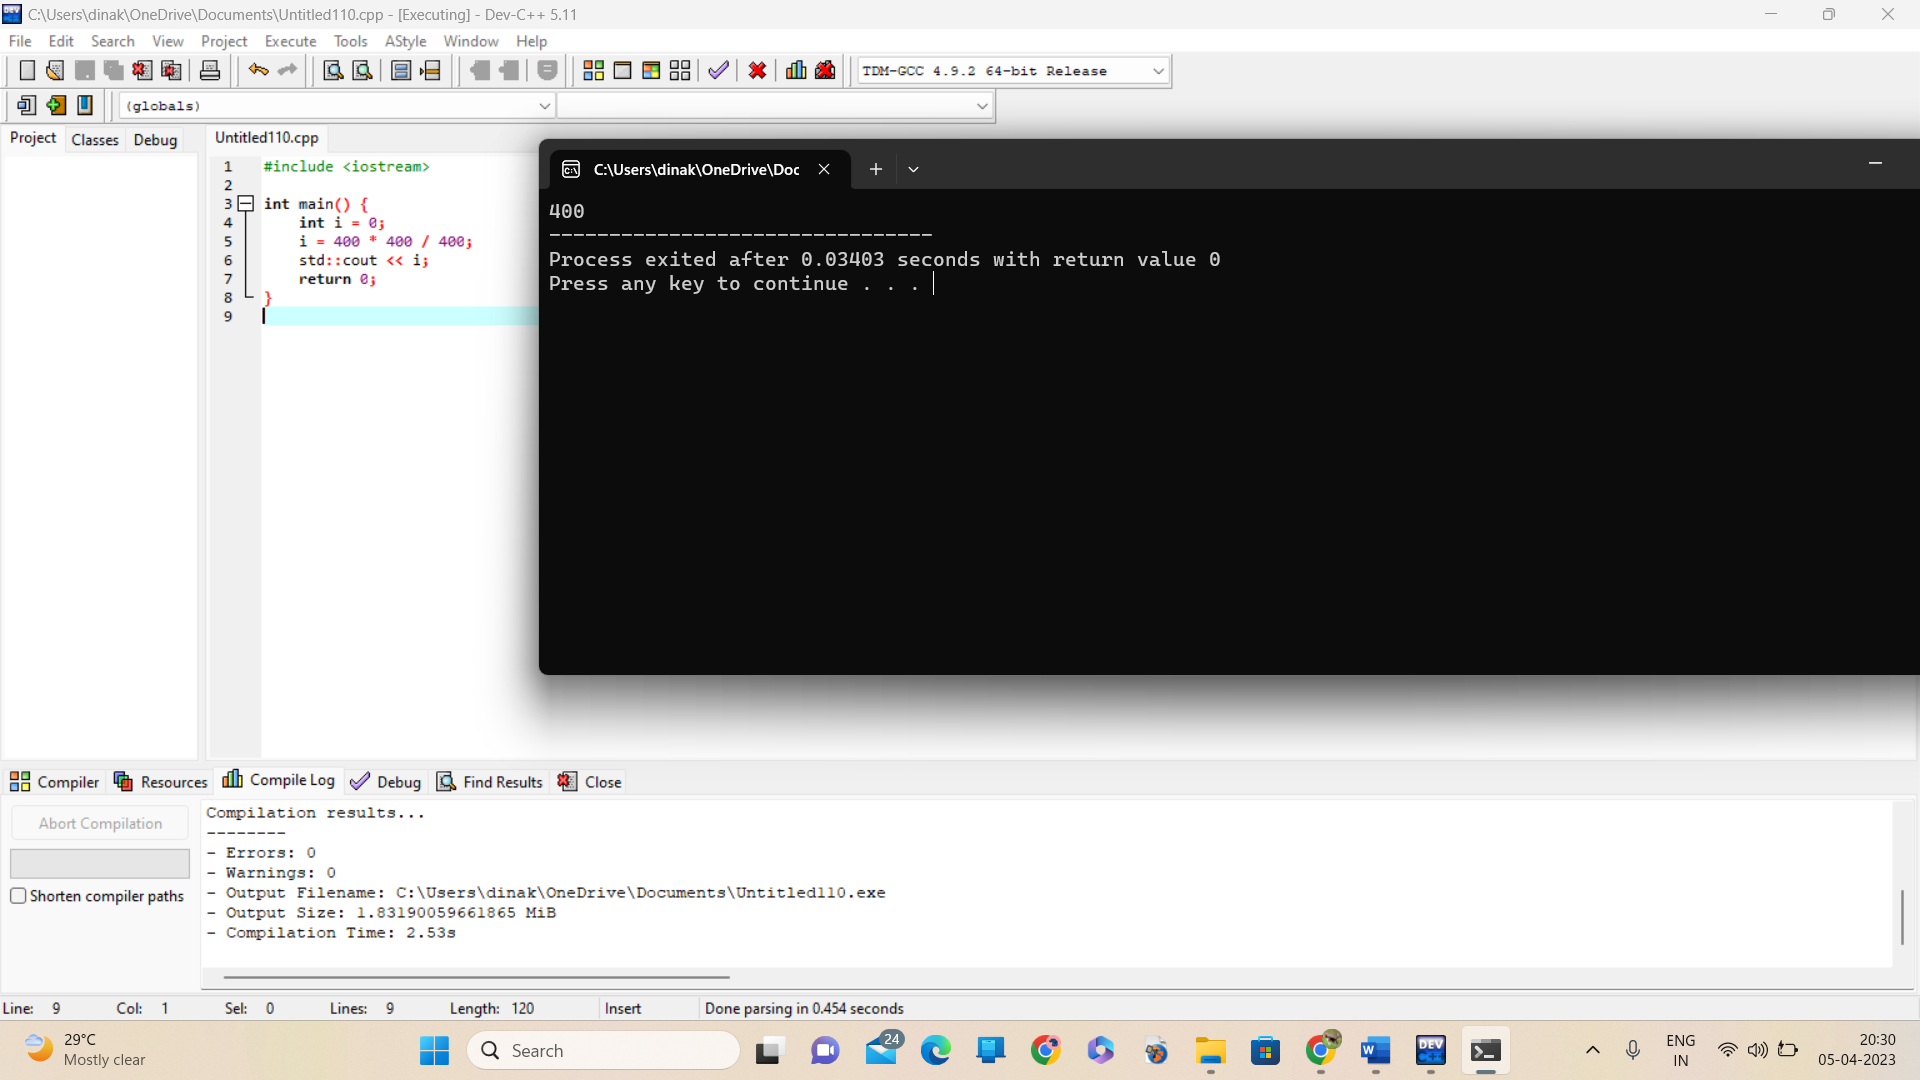 C:\Users\dinak\OneDrive\Documents\Untitled110.cpp - [Executing] - Dev-C++ 5.11
File Edit Search View Project Execute Tools AStyle Window Help
TDM-GCC 4.9.2 64-bit Release
(globals)
Project Classes Debug
Untitled110.cpp
1 #include <iostream>
2
3 int main() {
4 int i = 0;
5 i = 400 * 400 / 400;
6 std::cout << i;
7 return 0;
8 }
9
C:\Users\dinak\OneDrive\Doc
400
--------------------------------
Process exited after 0.03403 seconds with return value 0
Press any key to continue . . .
Compiler Resources Compile Log Debug Find Results Close
Abort Compilation
Shorten compiler paths
Compilation results...
--------
- Errors: 0
- Warnings: 0
- Output Filename: C:\Users\dinak\OneDrive\Documents\Untitled110.exe
- Output Size: 1.83190059661865 MiB
- Compilation Time: 2.53s
Line: 9 Col: 1 Sel: 0 Lines: 9 Length: 120 Insert Done parsing in 0.454 seconds
29°C
Mostly clear
Search
24
DEV
C++
ENG
IN
20:30
05-04-2023